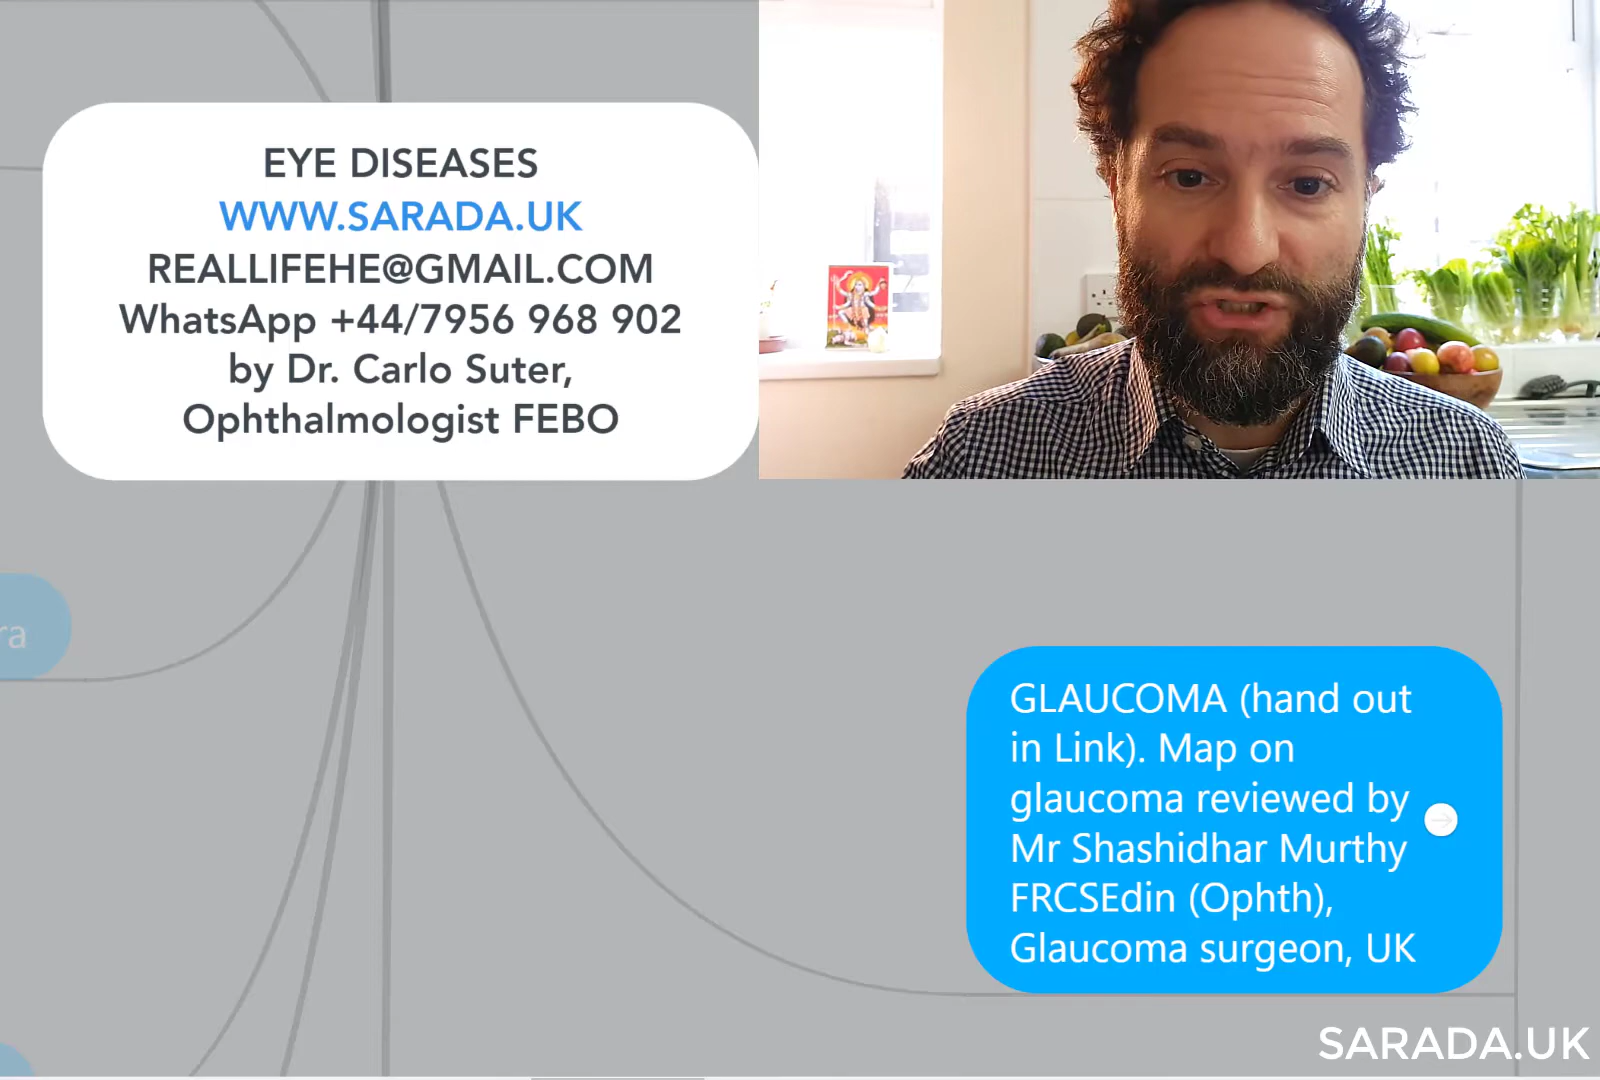 EYE DISEASES
WWW.SARADA.UK
REALLIFEHE@GMAIL.COM
WhatsApp +44/7956 968 902
by Dr. Carlo Suter,
Ophthalmologist FEBO
ra
GLAUCOMA (hand out
in Link). Map on
glaucoma reviewed by
Mr Shashidhar Murthy
FRCSEdin (Ophth),
Glaucoma surgeon, UK
SARADA.UK